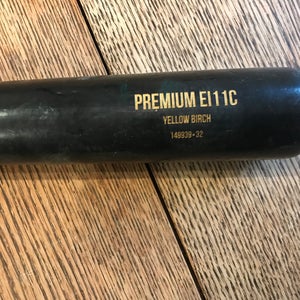 PREMIUM EI11C
YELLOW BIRCH
149939-32